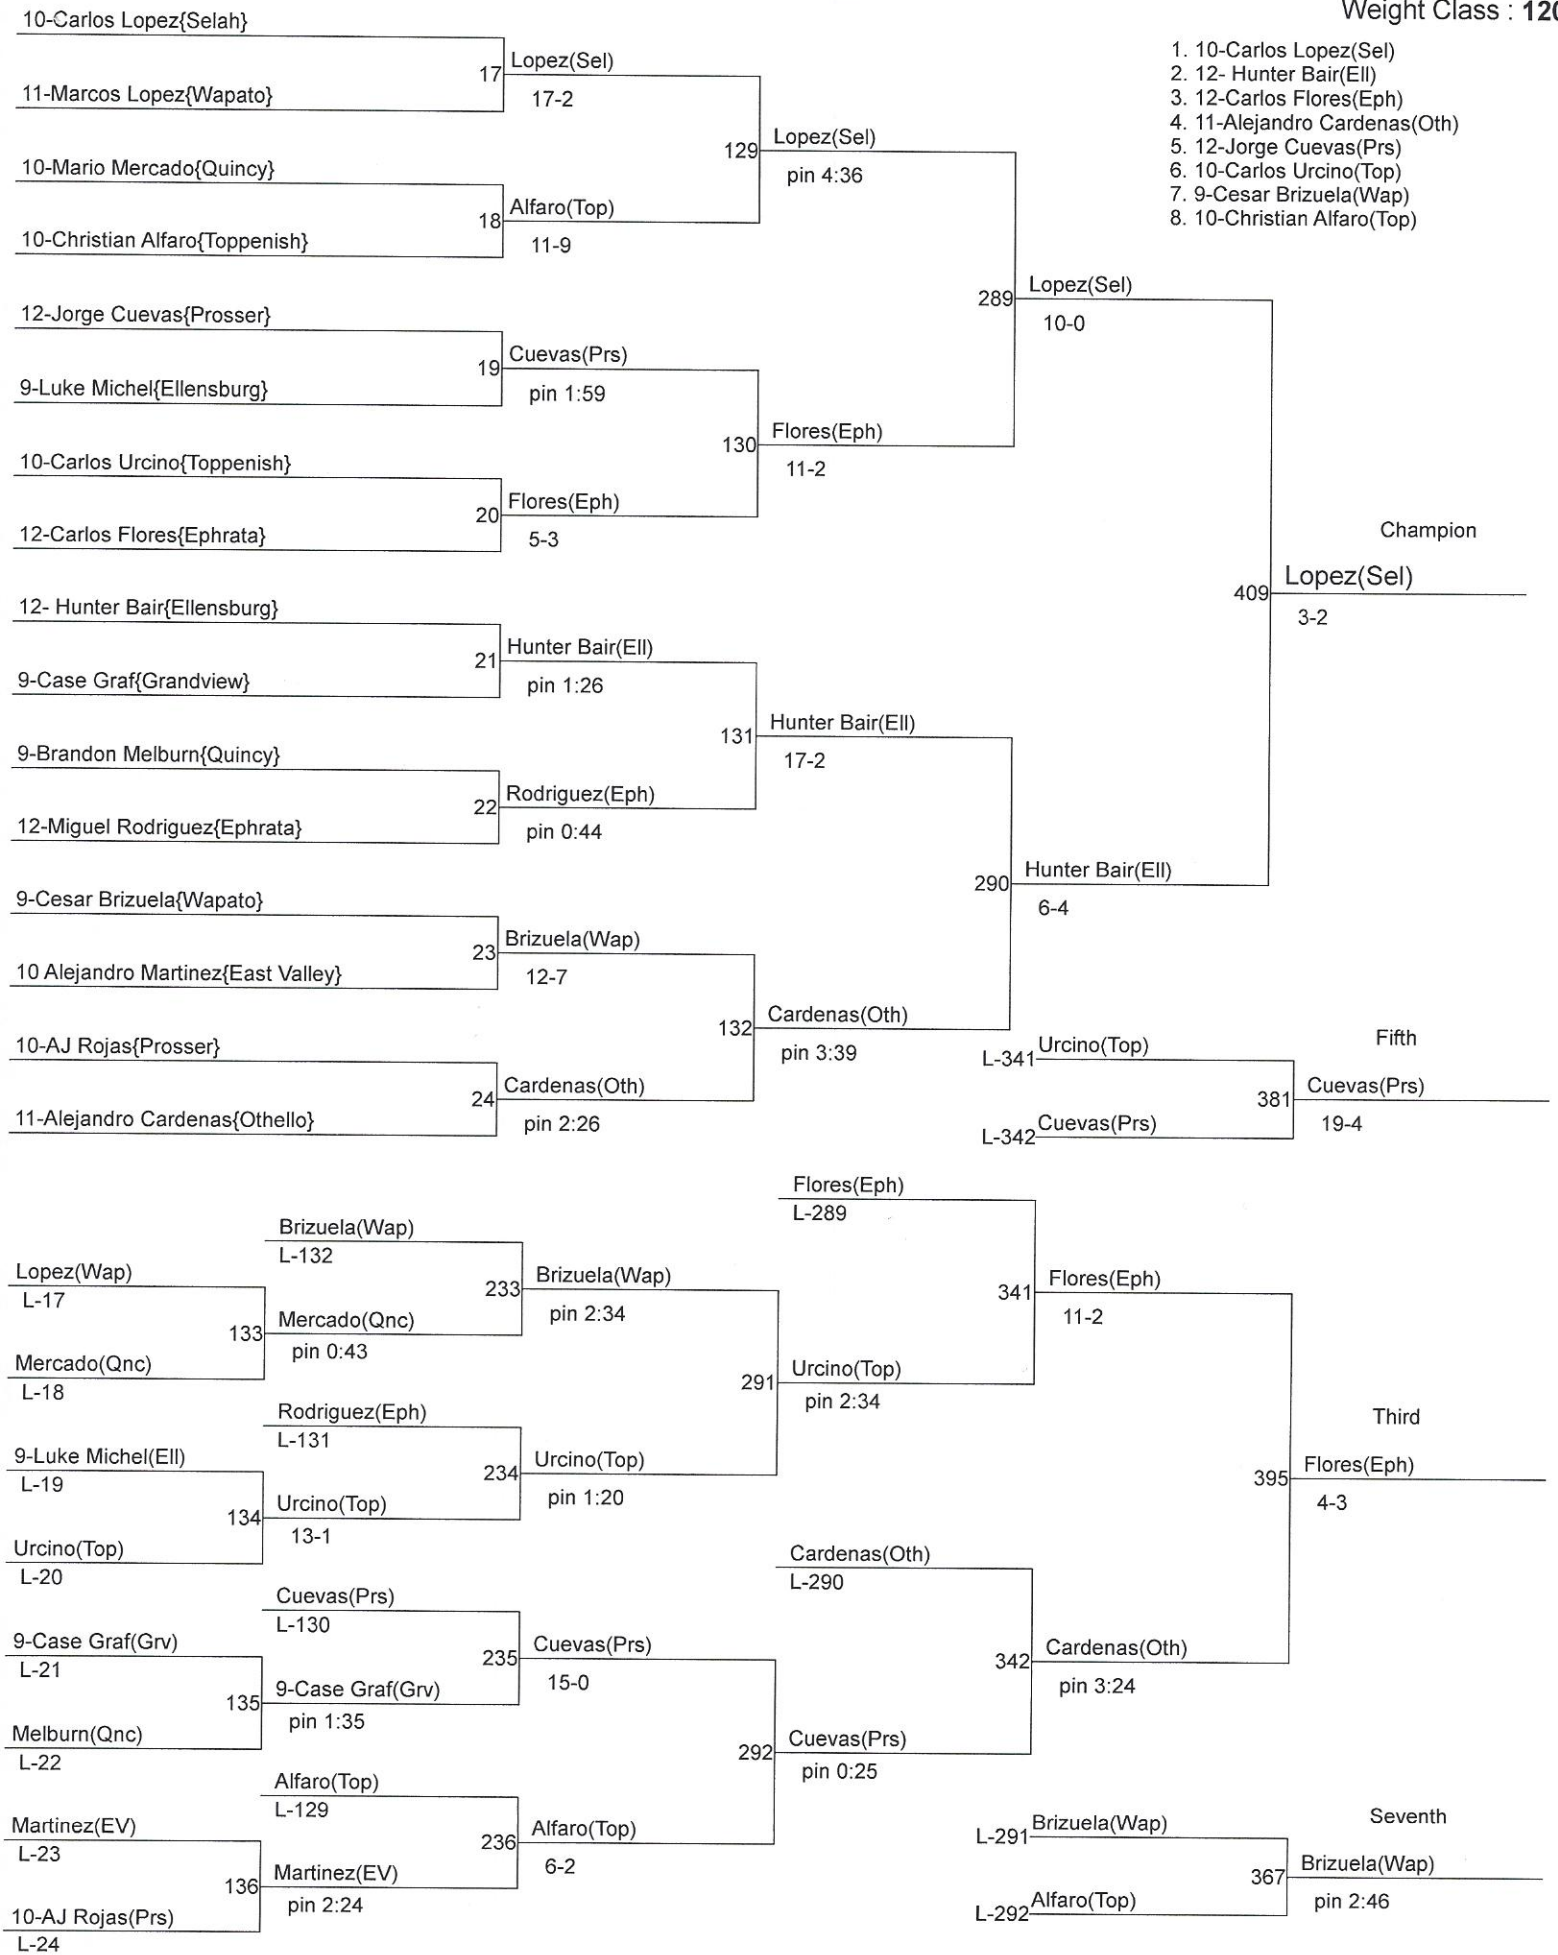 Weight Class : 120
1. 10-Carlos Lopez(Sel)
2. 12- Hunter Bair(Ell)
3. 12-Carlos Flores(Eph)
4. 11-Alejandro Cardenas(Oth)
5. 12-Jorge Cuevas(Prs)
6. 10-Carlos Urcino(Top)
7. 9-Cesar Brizuela(Wap)
8. 10-Christian Alfaro(Top)
10-Carlos Lopez{Selah}
17 Lopez(Sel)
17-2
11-Marcos Lopez{Wapato}
129 Lopez(Sel)
pin 4:36
10-Mario Mercado{Quincy}
18 Alfaro(Top)
11-9
10-Christian Alfaro{Toppenish}
289 Lopez(Sel)
10-0
12-Jorge Cuevas{Prosser}
19 Cuevas(Prs)
pin 1:59
9-Luke Michel{Ellensburg}
130 Flores(Eph)
11-2
10-Carlos Urcino{Toppenish}
20 Flores(Eph)
5-3
12-Carlos Flores{Ephrata}
Champion
409 Lopez(Sel)
3-2
12- Hunter Bair{Ellensburg}
21 Hunter Bair(Ell)
pin 1:26
9-Case Graf{Grandview}
131 Hunter Bair(Ell)
17-2
9-Brandon Melburn{Quincy}
22 Rodriguez(Eph)
pin 0:44
12-Miguel Rodriguez{Ephrata}
290 Hunter Bair(Ell)
6-4
9-Cesar Brizuela{Wapato}
23 Brizuela(Wap)
12-7
10 Alejandro Martinez{East Valley}
132 Cardenas(Oth)
pin 3:39
10-AJ Rojas{Prosser}
24 Cardenas(Oth)
pin 2:26
11-Alejandro Cardenas{Othello}
Fifth
L-341 Urcino(Top)
381 Cuevas(Prs)
19-4
L-342 Cuevas(Prs)
Flores(Eph)
L-289
Brizuela(Wap)
L-132
233 Brizuela(Wap)
pin 2:34
Lopez(Wap)
L-17
133 Mercado(Qnc)
pin 0:43
Mercado(Qnc)
L-18
341 Flores(Eph)
11-2
291 Urcino(Top)
pin 2:34
Rodriguez(Eph)
L-131
234 Urcino(Top)
pin 1:20
9-Luke Michel(Ell)
L-19
134 Urcino(Top)
13-1
Urcino(Top)
L-20
Third
395 Flores(Eph)
4-3
Cardenas(Oth)
L-290
Cuevas(Prs)
L-130
235 Cuevas(Prs)
15-0
9-Case Graf(Grv)
L-21
135 9-Case Graf(Grv)
pin 1:35
Melburn(Qnc)
L-22
342 Cardenas(Oth)
pin 3:24
292 Cuevas(Prs)
pin 0:25
Alfaro(Top)
L-129
236 Alfaro(Top)
6-2
Martinez(EV)
L-23
136 Martinez(EV)
pin 2:24
10-AJ Rojas(Prs)
L-24
Seventh
L-291 Brizuela(Wap)
367 Brizuela(Wap)
pin 2:46
L-292 Alfaro(Top)